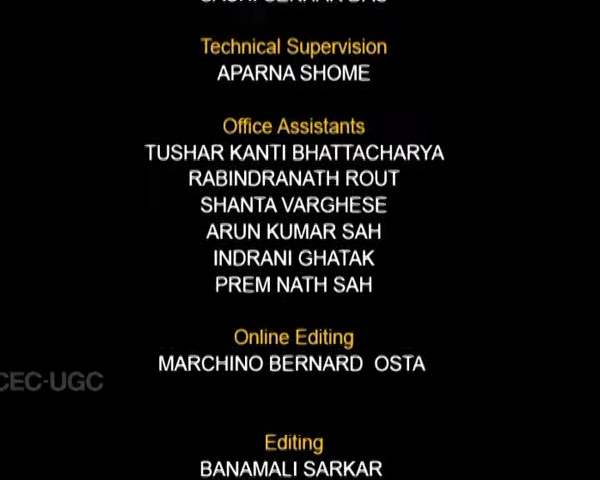 Technical Supervision
APARNA SHOME
Office Assistants
TUSHAR KANTI BHATTACHARYA
RABINDRANATH ROUT
SHANTA VARGHESE
ARUN KUMAR SAH
INDRANI GHATAK
PREM NATH SAH
Online Editing
MARCHINO BERNARD OSTA
CEC-UGC
Editing
BANAMALI SARKAR